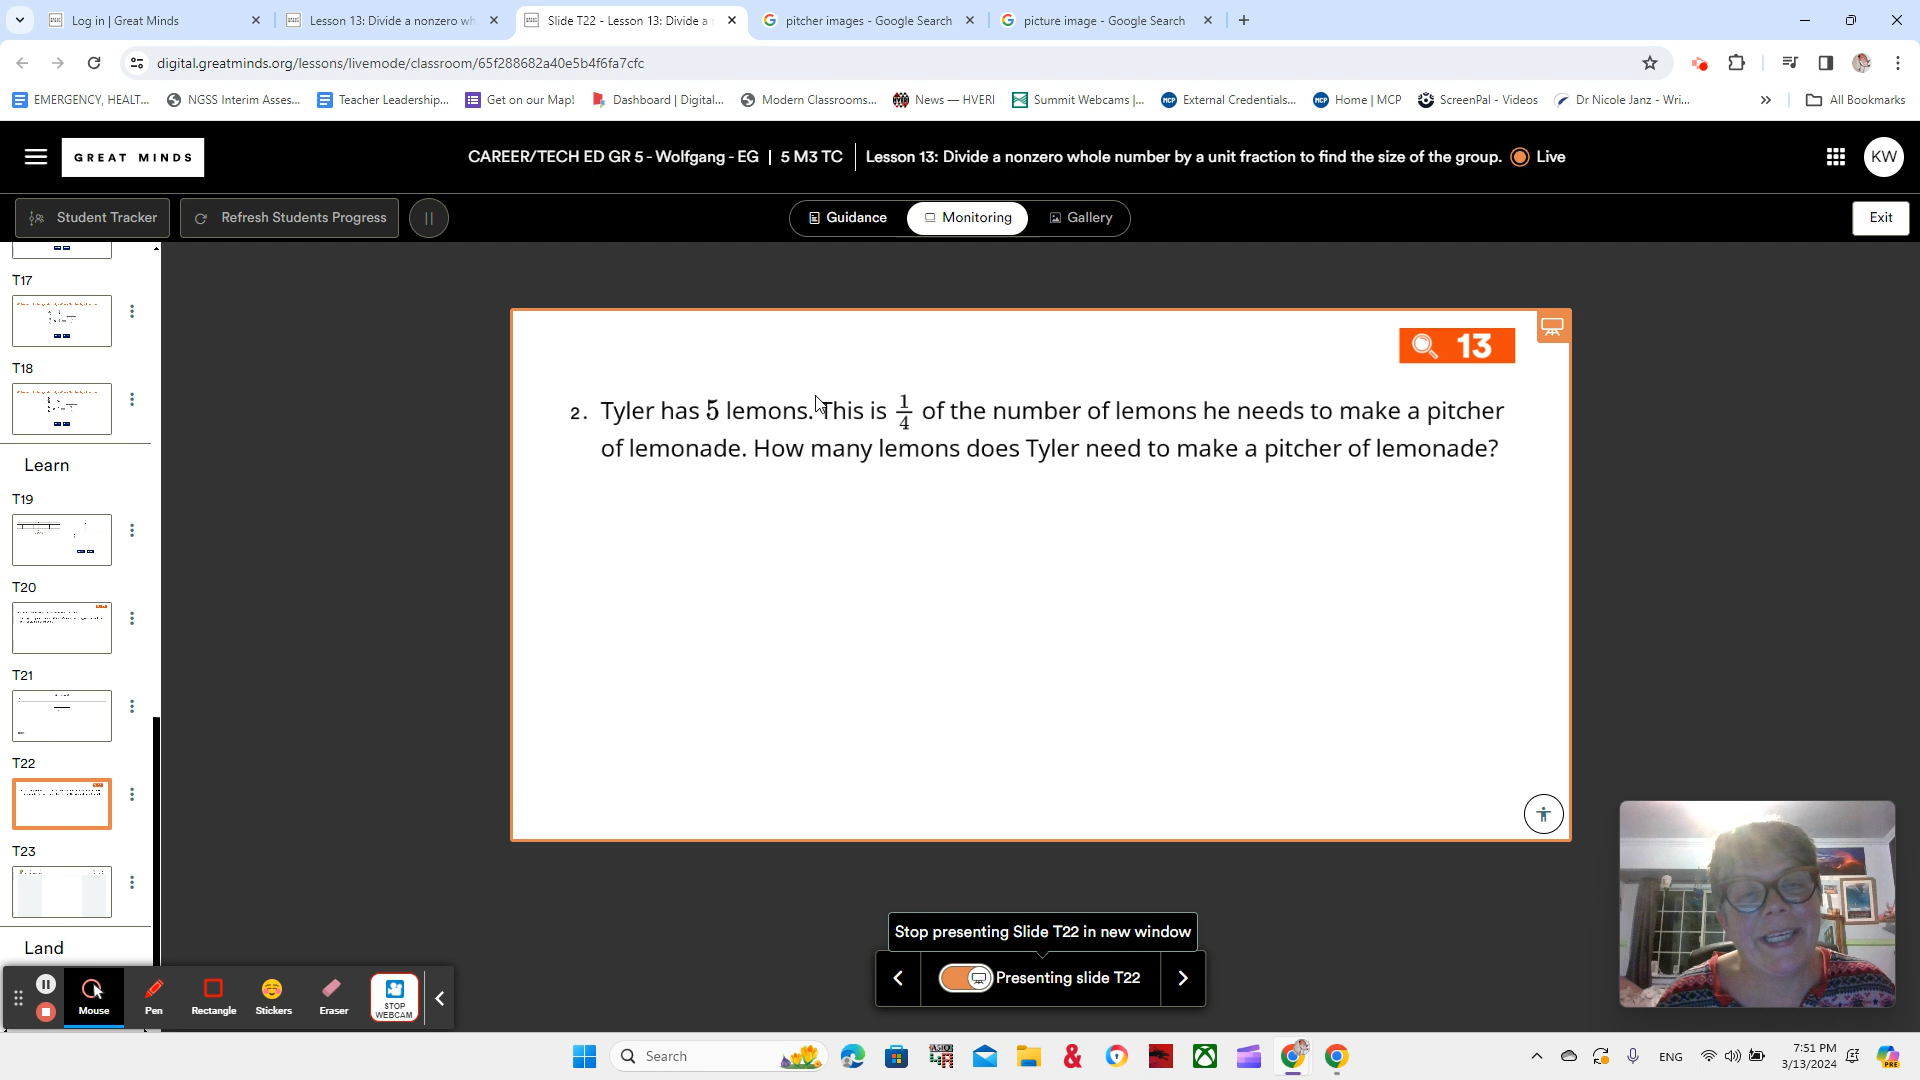 Log in | Great Minds
Lesson 13: Divide a nonzero wh
Slide T22 - Lesson 13: Divide a
pitcher images - Google Search
picture image - Google Search
digital.greatminds.org/lessons/livemode/classroom/65f288682a40e5b4f6fa7cfc
EMERGENCY, HEALT...
NGSS Interim Asses...
Teacher Leadership...
Get on our Map!
Dashboard | Digital...
Modern Classrooms...
News — HVERI
Summit Webcams |...
External Credentials...
Home | MCP
ScreenPal - Videos
Dr Nicole Janz - Wri...
All Bookmarks
GREAT MINDS
CAREER/TECH ED GR 5 - Wolfgang - EG | 5 M3 TC
Lesson 13: Divide a nonzero whole number by a unit fraction to find the size of the group.
Live
KW
Student Tracker
Refresh Students Progress
Guidance
Monitoring
Gallery
Exit
T17
T18
Learn
T19
T20
T21
T22
T23
Land
13
2. Tyler has 5 lemons. This is 1/4 of the number of lemons he needs to make a pitcher
of lemonade. How many lemons does Tyler need to make a pitcher of lemonade?
Stop presenting Slide T22 in new window
Presenting slide T22
Mouse
Pen
Rectangle
Stickers
Eraser
STOP
WEBCAM
Search
ENG
7:51 PM
3/13/2024